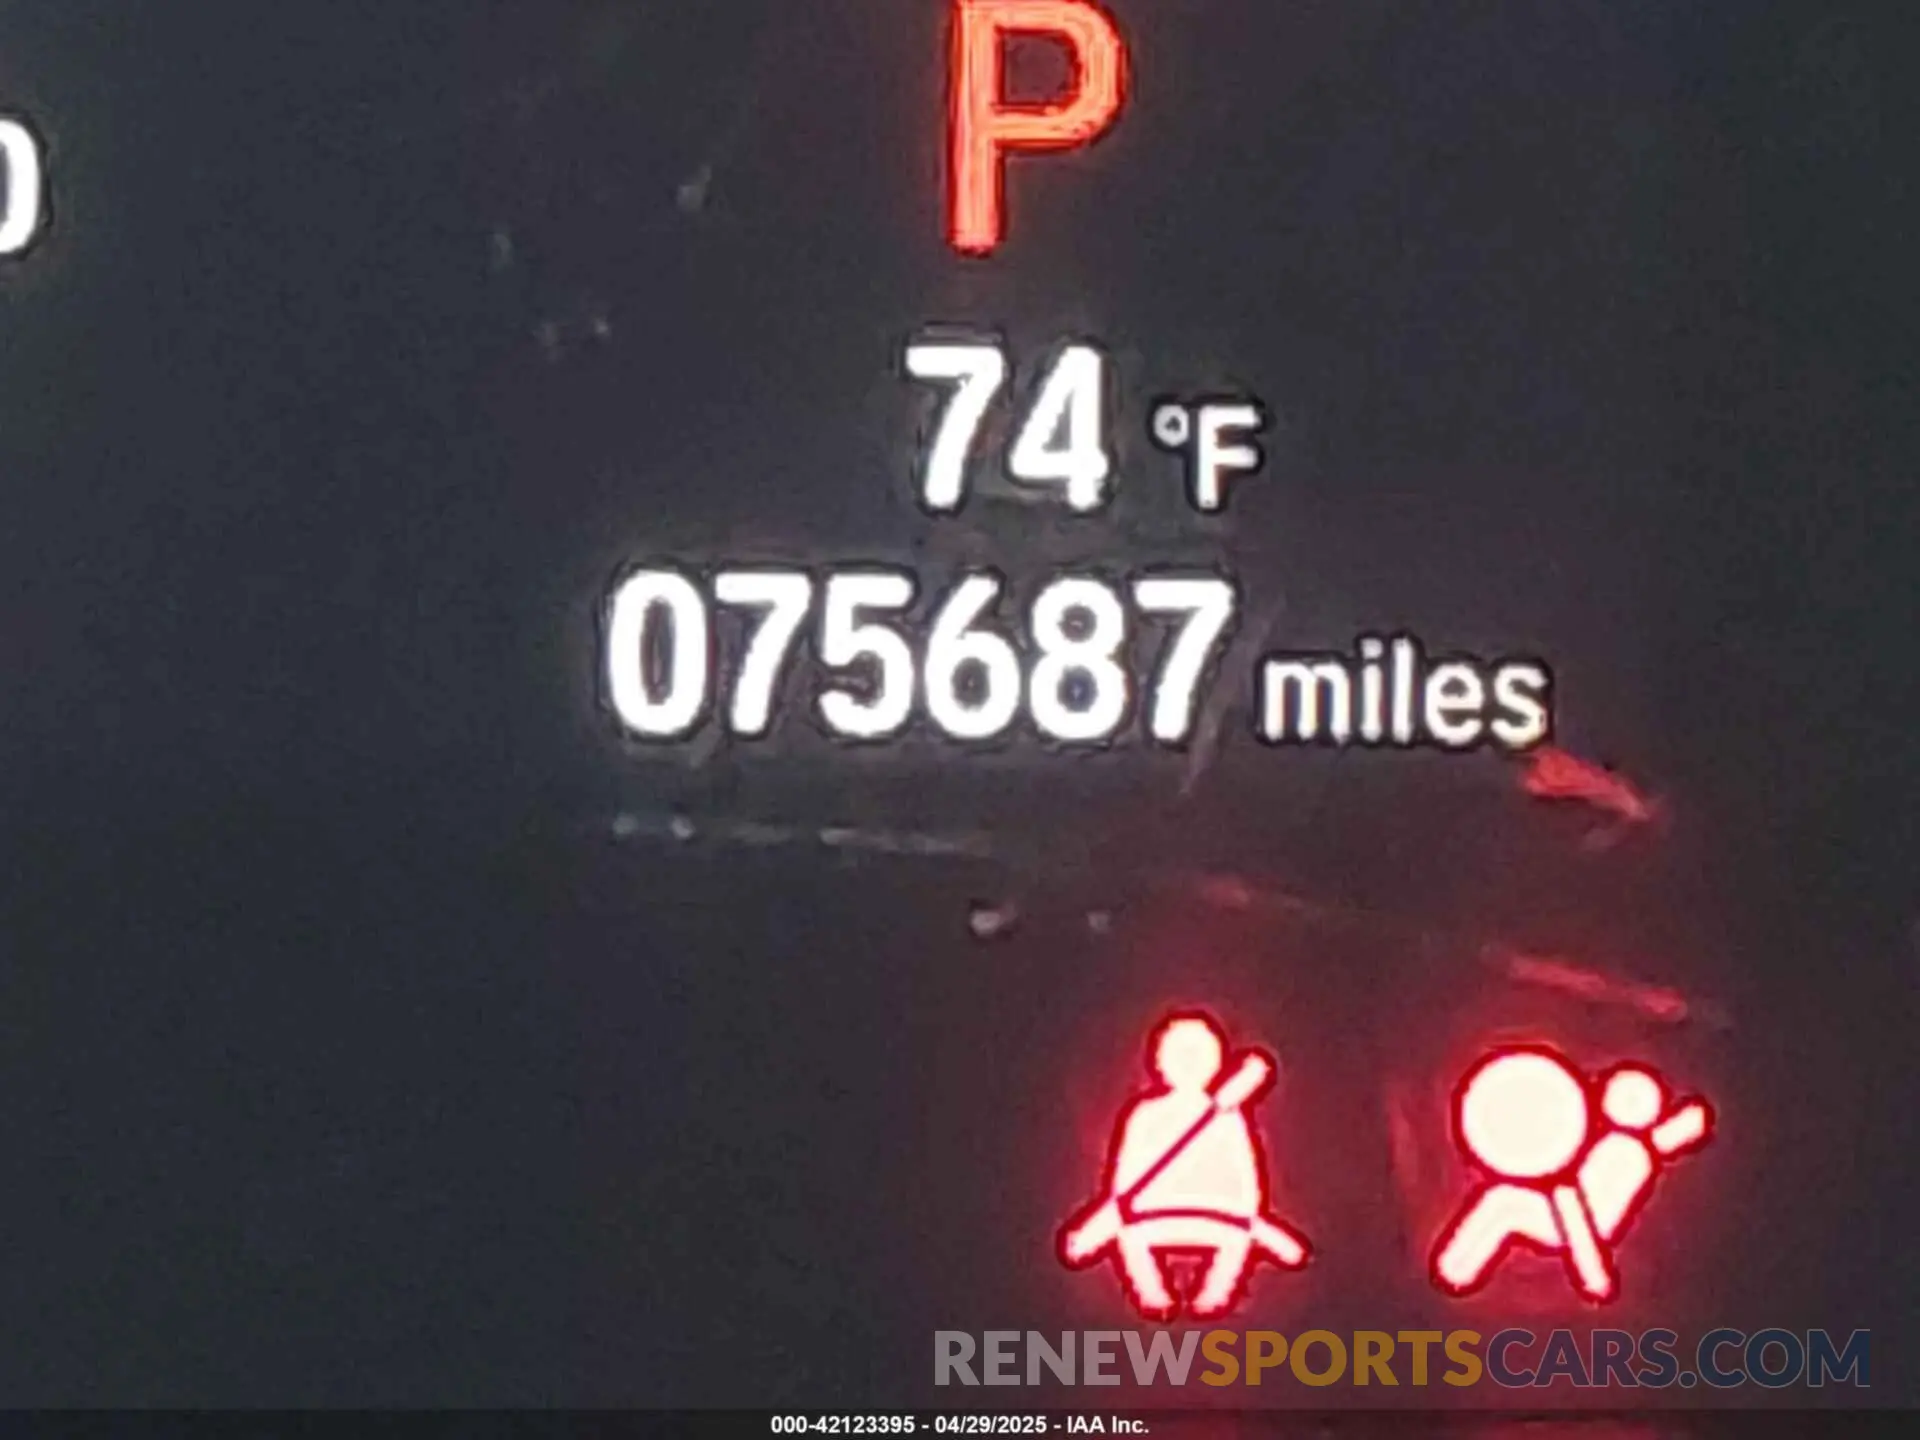 P
74 °F
075687 miles
RENEWSPORTSCARS.COM
000-42123395 - 04/29/2025 - IAA Inc.